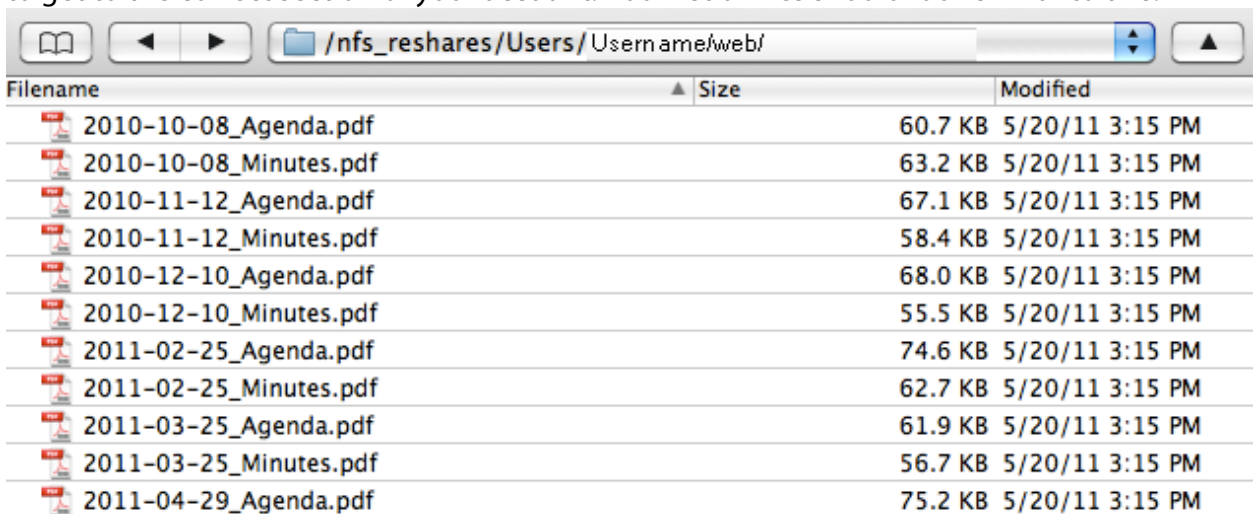 /nfs_reshares/Users/Username/web/
Filename Size Modified
2010-10-08_Agenda.pdf 60.7 KB 5/20/11 3:15 PM
2010-10-08_Minutes.pdf 63.2 KB 5/20/11 3:15 PM
2010-11-12_Agenda.pdf 67.1 KB 5/20/11 3:15 PM
2010-11-12_Minutes.pdf 58.4 KB 5/20/11 3:15 PM
2010-12-10_Agenda.pdf 68.0 KB 5/20/11 3:15 PM
2010-12-10_Minutes.pdf 55.5 KB 5/20/11 3:15 PM
2011-02-25_Agenda.pdf 74.6 KB 5/20/11 3:15 PM
2011-02-25_Minutes.pdf 62.7 KB 5/20/11 3:15 PM
2011-03-25_Agenda.pdf 61.9 KB 5/20/11 3:15 PM
2011-03-25_Minutes.pdf 56.7 KB 5/20/11 3:15 PM
2011-04-29_Agenda.pdf 75.2 KB 5/20/11 3:15 PM